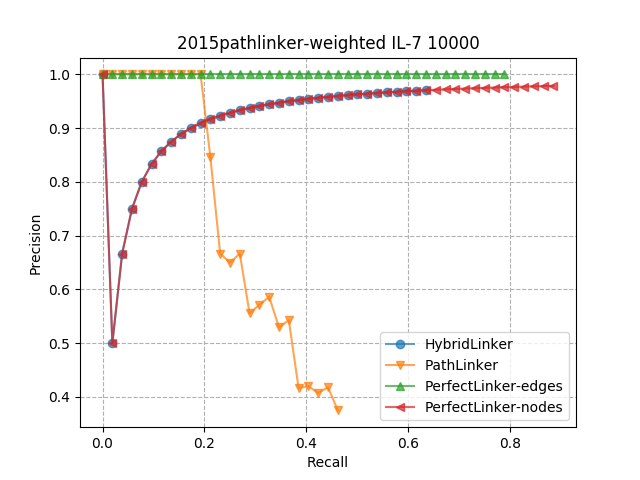 2015pathlinker-weighted IL-7 10000
1.0
0.9
0.8
0.7
0.6
0.5
0.4
Precision
HybridLinker
PathLinker
PerfectLinker-edges
PerfectLinker-nodes
0.0 0.2 0.4 0.6 0.8
Recall